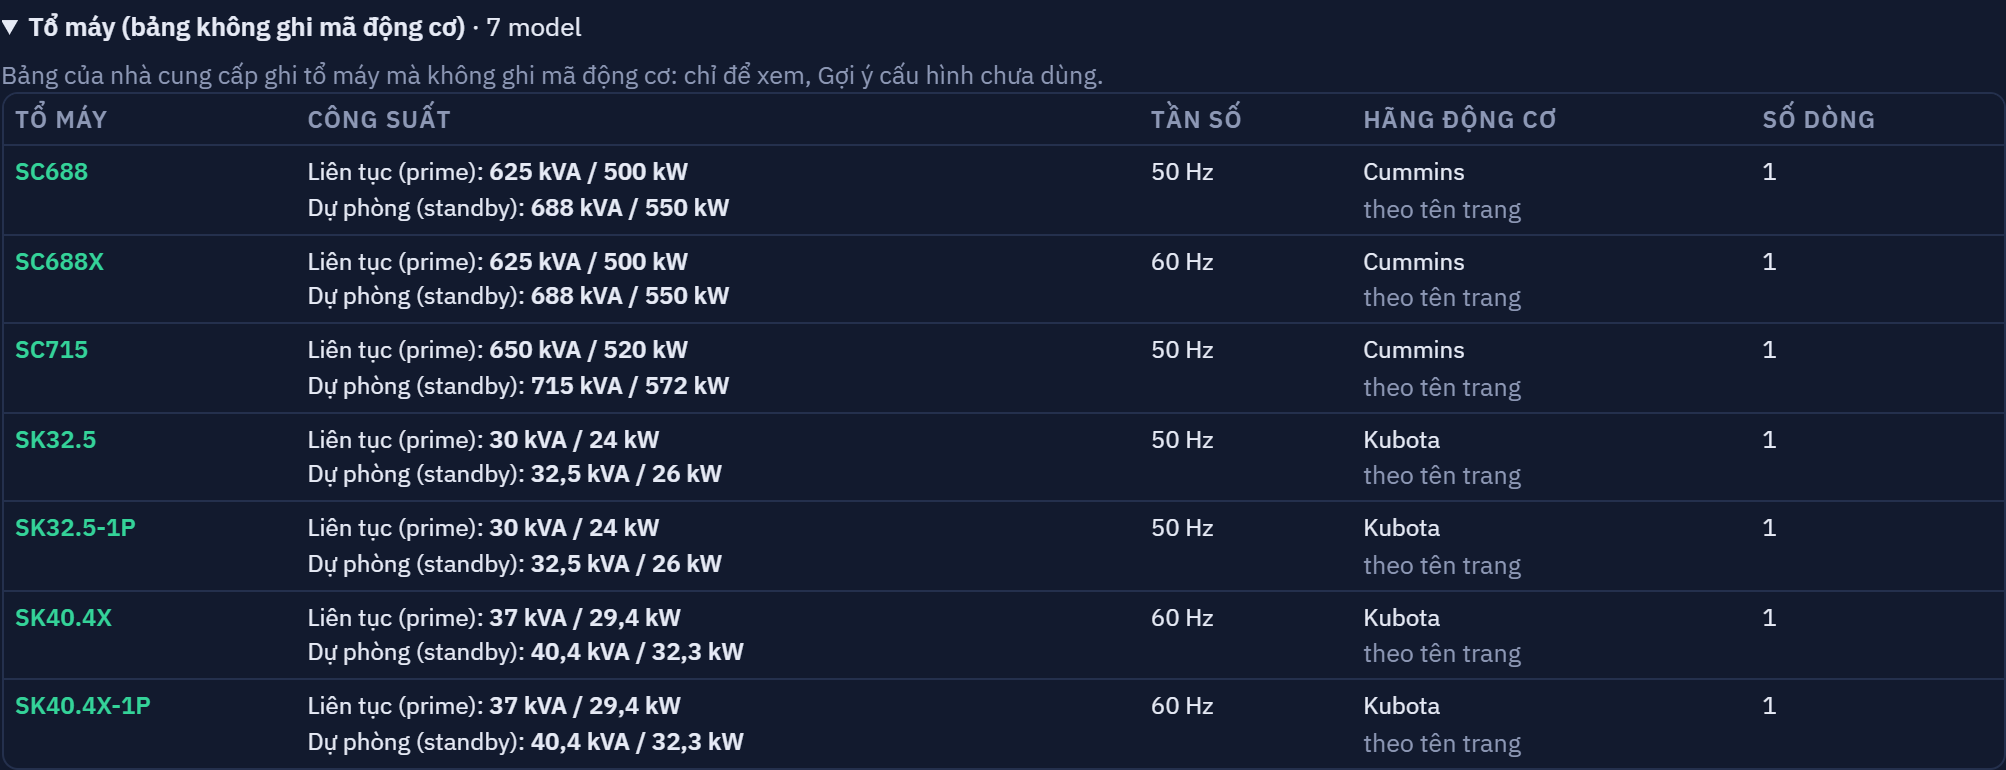 ▼ Tổ máy (bảng không ghi mã động cơ) · 7 model
Bảng của nhà cung cấp ghi tổ máy mà không ghi mã động cơ: chỉ để xem, Gợi ý cấu hình chưa dùng.
TỔ MÁY CÔNG SUẤT TẦN SỐ HÃNG ĐỘNG CƠ SỐ DÒNG
SC688 Liên tục (prime): 625 kVA / 500 kW 50 Hz Cummins 1
Dự phòng (standby): 688 kVA / 550 kW theo tên trang
SC688X Liên tục (prime): 625 kVA / 500 kW 60 Hz Cummins 1
Dự phòng (standby): 688 kVA / 550 kW theo tên trang
SC715 Liên tục (prime): 650 kVA / 520 kW 50 Hz Cummins 1
Dự phòng (standby): 715 kVA / 572 kW theo tên trang
SK32.5 Liên tục (prime): 30 kVA / 24 kW 50 Hz Kubota 1
Dự phòng (standby): 32,5 kVA / 26 kW theo tên trang
SK32.5-1P Liên tục (prime): 30 kVA / 24 kW 50 Hz Kubota 1
Dự phòng (standby): 32,5 kVA / 26 kW theo tên trang
SK40.4X Liên tục (prime): 37 kVA / 29,4 kW 60 Hz Kubota 1
Dự phòng (standby): 40,4 kVA / 32,3 kW theo tên trang
SK40.4X-1P Liên tục (prime): 37 kVA / 29,4 kW 60 Hz Kubota 1
Dự phòng (standby): 40,4 kVA / 32,3 kW theo tên trang